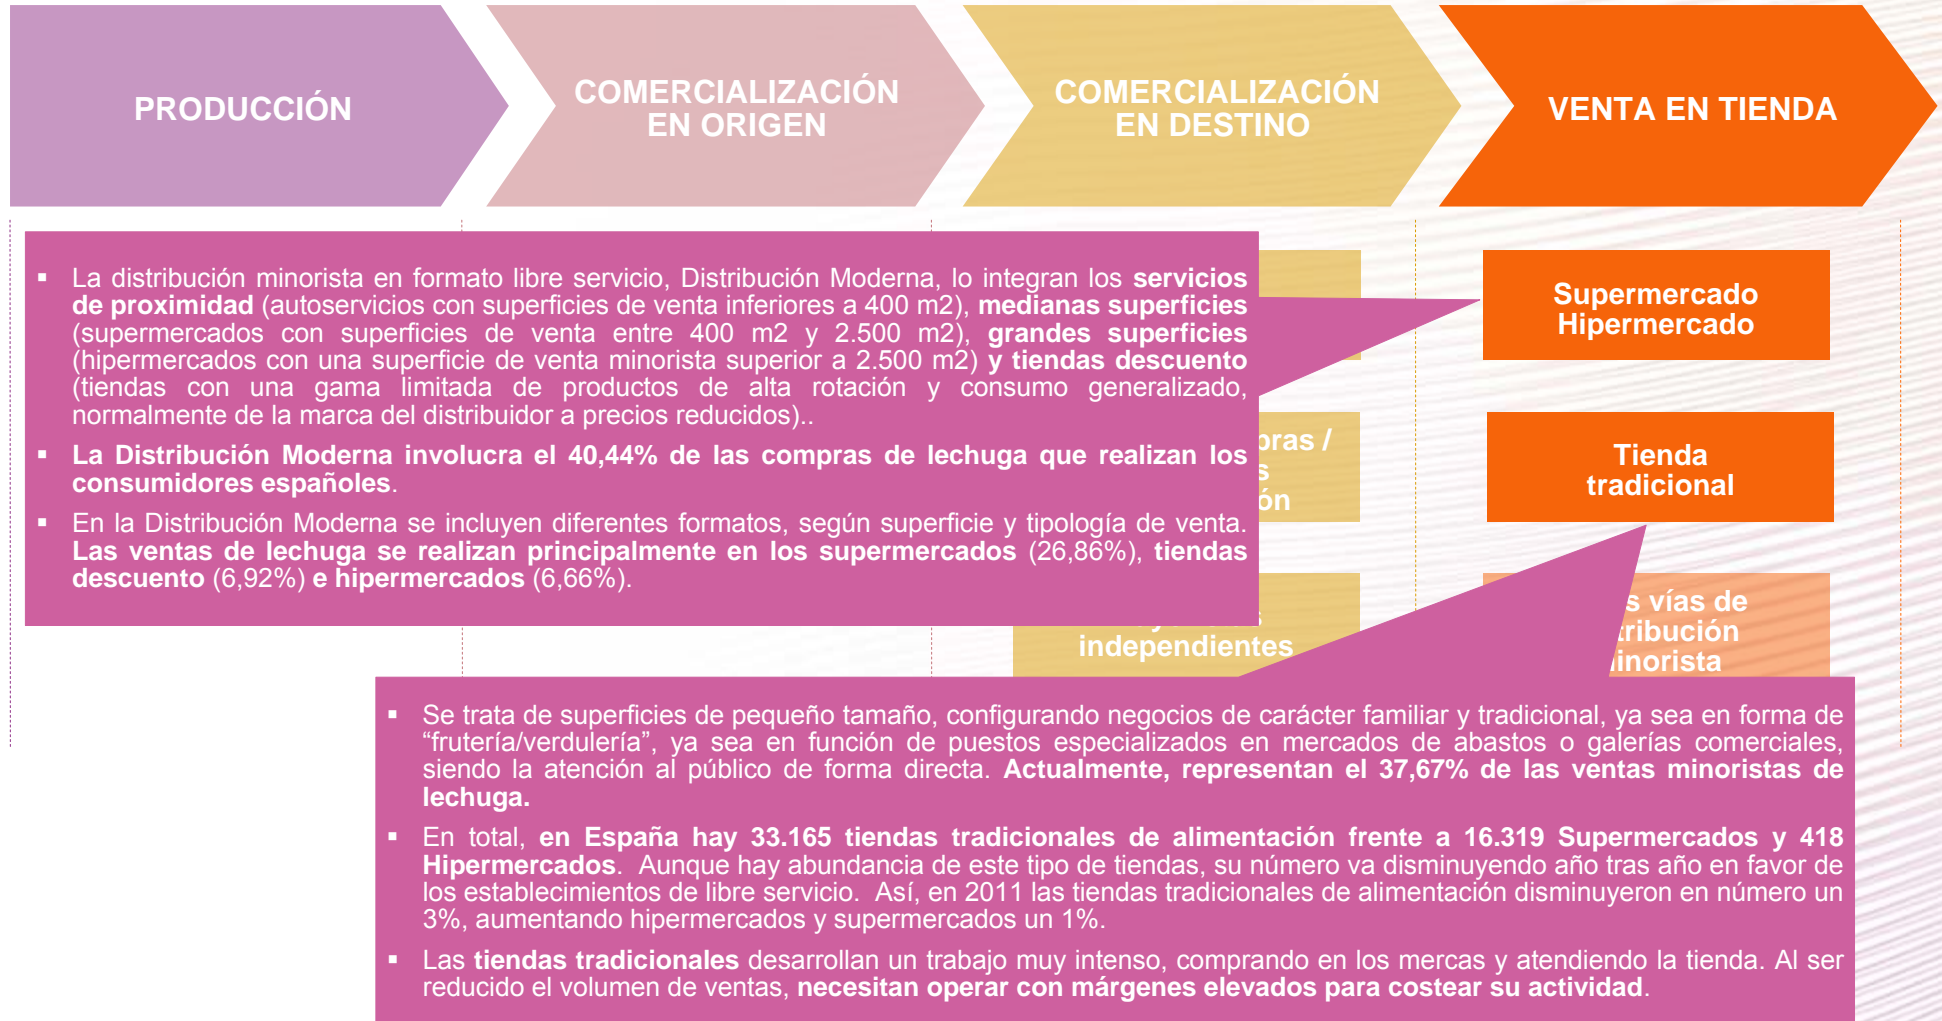 PRODUCCIÓN
COMERCIALIZACIÓN
EN ORIGEN
COMERCIALIZACIÓN
EN DESTINO
VENTA EN TIENDA
▪ La distribución minorista en formato libre servicio, Distribución Moderna, lo integran los servicios
de proximidad (autoservicios con superficies de venta inferiores a 400 m2), medianas superficies
(supermercados con superficies de venta entre 400 m2 y 2.500 m2), grandes superficies
(hipermercados con una superficie de venta minorista superior a 2.500 m2) y tiendas descuento
(tiendas con una gama limitada de productos de alta rotación y consumo generalizado,
normalmente de la marca del distribuidor a precios reducidos)..
▪ La Distribución Moderna involucra el 40,44% de las compras de lechuga que realizan los
consumidores españoles.
▪ En la Distribución Moderna se incluyen diferentes formatos, según superficie y tipología de venta.
Las ventas de lechuga se realizan principalmente en los supermercados (26,86%), tiendas
descuento (6,92%) e hipermercados (6,66%).
Supermercado
Hipermercado
Tienda
tradicional
independientes
vías de
▪ Se trata de superficies de pequeño tamaño, configurando negocios de carácter familiar y tradicional, ya sea en forma de
“frutería/verdulería”, ya sea en función de puestos especializados en mercados de abastos o galerías comerciales,
siendo la atención al público de forma directa. Actualmente, representan el 37,67% de las ventas minoristas de
lechuga.
▪ En total, en España hay 33.165 tiendas tradicionales de alimentación frente a 16.319 Supermercados y 418
Hipermercados. Aunque hay abundancia de este tipo de tiendas, su número va disminuyendo año tras año en favor de
los establecimientos de libre servicio. Así, en 2011 las tiendas tradicionales de alimentación disminuyeron en número un
3%, aumentando hipermercados y supermercados un 1%.
▪ Las tiendas tradicionales desarrollan un trabajo muy intenso, comprando en los mercas y atendiendo la tienda. Al ser
reducido el volumen de ventas, necesitan operar con márgenes elevados para costear su actividad.